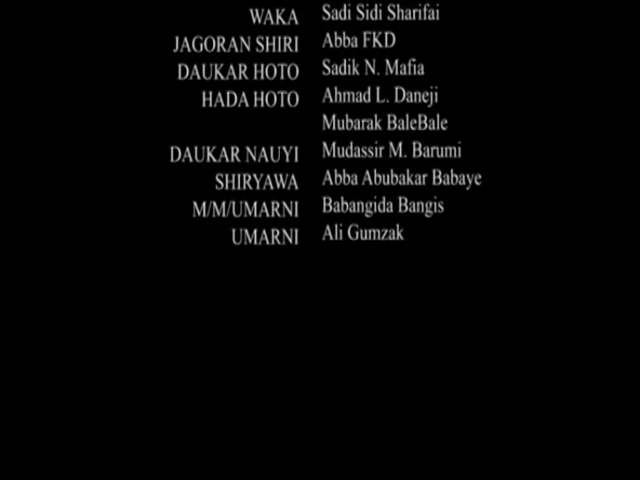 WAKA Sadi Sidi Sharifai
JAGORAN SHIRI Abba FKD
DAUKAR HOTO Sadik N. Mafia
HADA HOTO Ahmad L. Daneji
Mubarak BaleBale
DAUKAR NAUYI Mudassir M. Barumi
SHIRYAWA Abba Abubakar Babaye
M/M/UMARNI Babangida Bangis
UMARNI Ali Gumzak